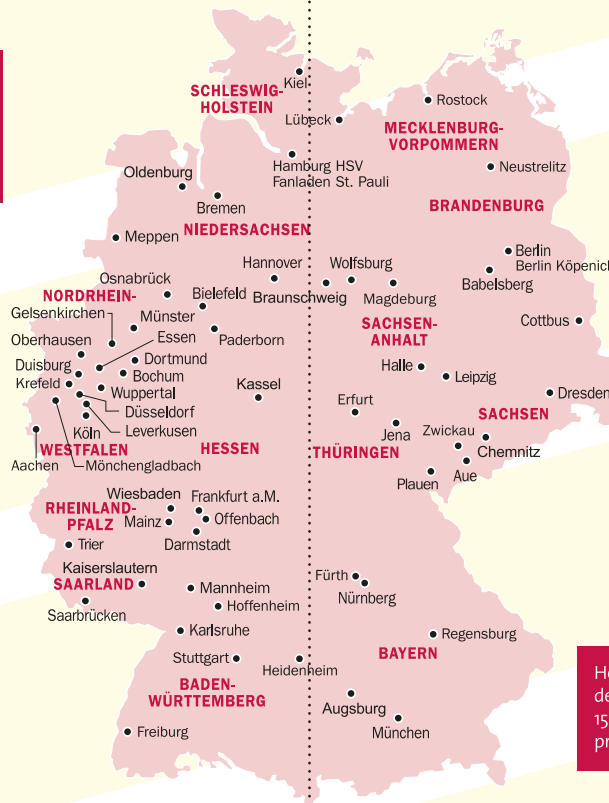 Kiel
SCHLESWIG-
HOLSTEIN
Rostock
Lübeck
MECKLENBURG-
VORPOMMERN
Hamburg HSV
Fanladen St. Pauli
Neustrelitz
Oldenburg
Bremen
BRANDENBURG
NIEDERSACHSEN
Meppen
Berlin
Berlin Köpenick
Hannover
Wolfsburg
Babelsberg
Osnabrück
Braunschweig
Magdeburg
NORDRHEIN-
Bielefeld
Gelsenkirchen
Münster
Cottbus
SACHSEN-
ANHALT
Essen
Paderborn
Oberhausen
Dortmund
Duisburg
Bochum
Halle
Leipzig
Krefeld
Wuppertal
Kassel
Dresden
Düsseldorf
Erfurt
SACHSEN
Leverkusen
Köln
Jena
Zwickau
WESTFALEN
HESSEN
THÜRINGEN
Chemnitz
Aachen
Mönchengladbach
Plauen
Aue
Wiesbaden
Frankfurt a.M.
RHEINLAND-
PFALZ
Mainz
Offenbach
Trier
Darmstadt
Kaiserslautern
SAARLAND
Mannheim
Fürth
Nürnberg
Saarbrücken
Hoffenheim
Karlsruhe
Regensburg
Stuttgart
Heidenheim
BAYERN
BADEN-
WÜRTTEMBERG
Augsburg
Freiburg
München
15